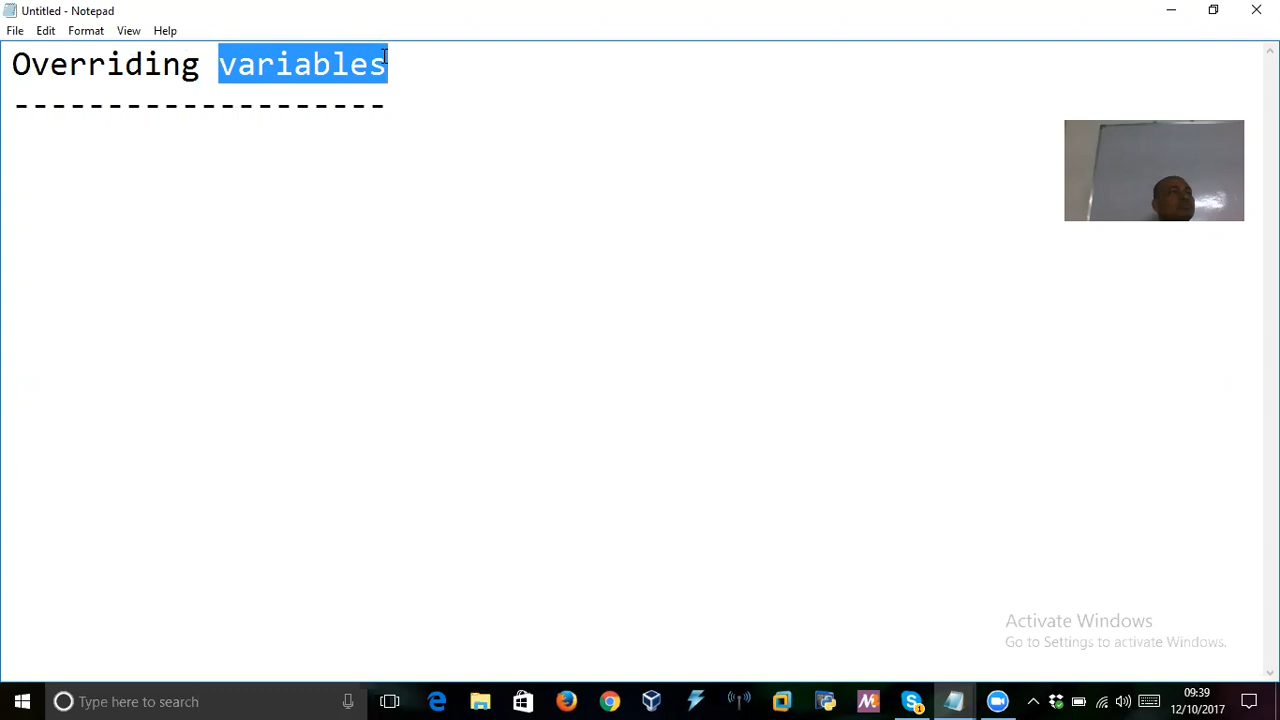 Untitled - Notepad
File Edit Format View Help
Overriding variables
--------------------
Activate Windows
Go to Settings to activate Windows.
Type here to search
1
09:39
12/10/2017